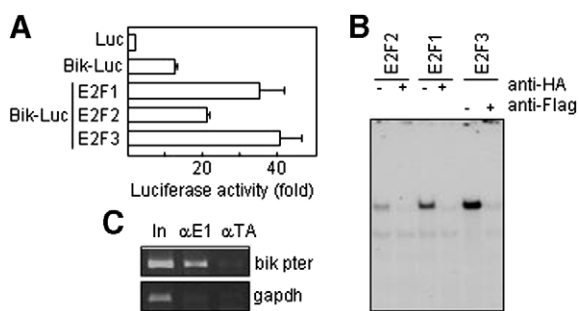 A
Luc
Bik-Luc
Bik-Luc
E2F1
E2F2
E2F3
20 40
Luciferase activity (fold)
B
E2F2 E2F1 E2F3
anti-HA
anti-Flag
- + - +
- +
C
In αE1 αTA
bik pter
gapdh